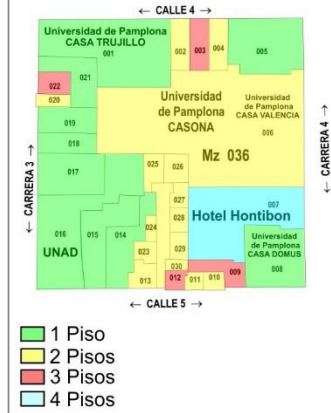 ← CALLE 4 →
Universidad de Pamplona
CASA TRUJILLO
001
002
003
004
005
021
022
020
Universidad
de Pamplona
CASONA
Universidad
de Pamplona
CASA VALENCIA
006
019
018
Mz 036
← CARRERA 3 →
← CARRERA 4 →
017
025
026
027
028
007
Hotel Hontibon
016
015
014
024
023
029
030
UNAD
Universidad
de Pamplona
CASA DOMUS
008
013
012
011
010
009
← CALLE 5 →
1 Piso
2 Pisos
3 Pisos
4 Pisos